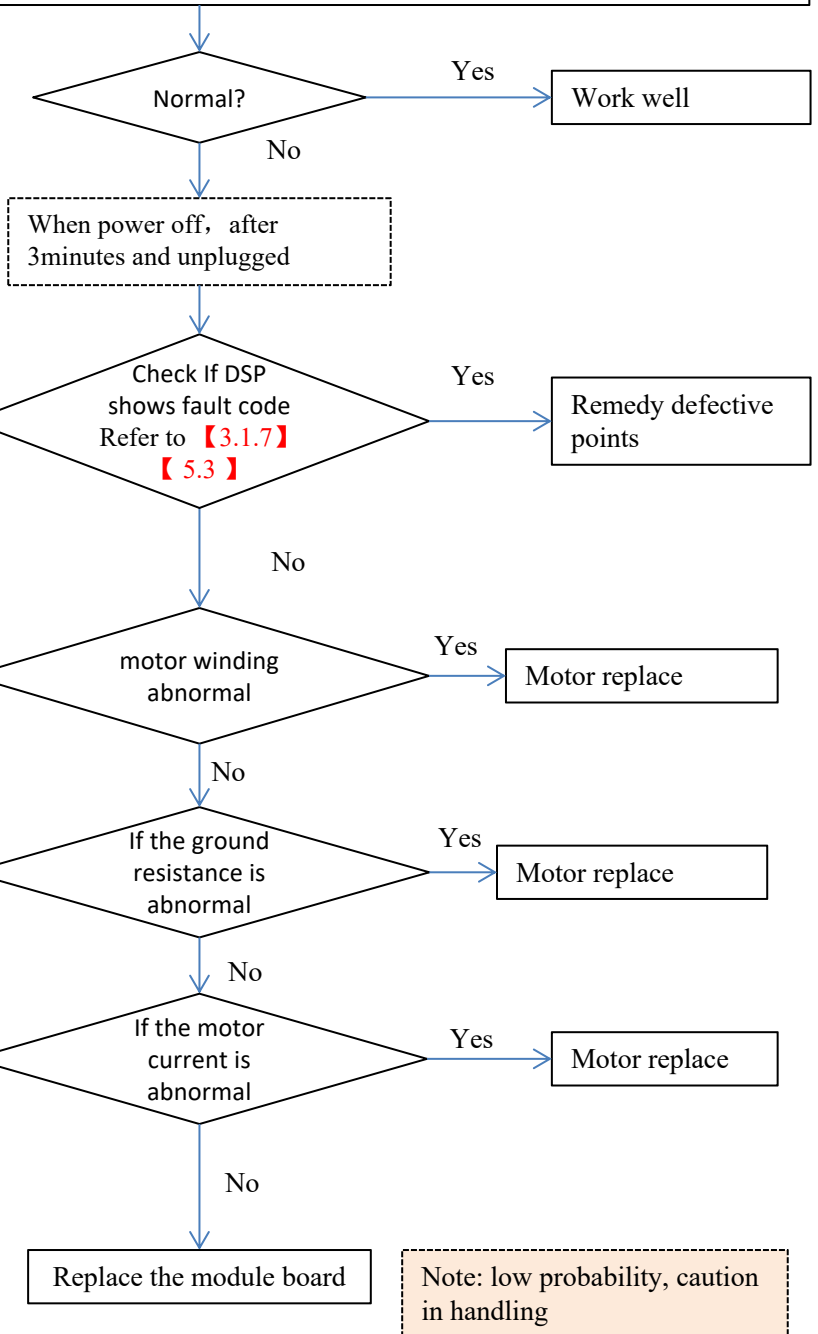 Normal?
Yes
Work well
No
When power off，after
3minutes and unplugged
Check If DSP
shows fault code
Refer to 【3.1.7】
【 5.3 】
Yes
Remedy defective
points
No
motor winding
abnormal
Yes
Motor replace
No
If the ground
resistance is
abnormal
Yes
Motor replace
No
If the motor
current is
abnormal
Yes
Motor replace
No
Replace the module board
Note: low probability, caution
in handling